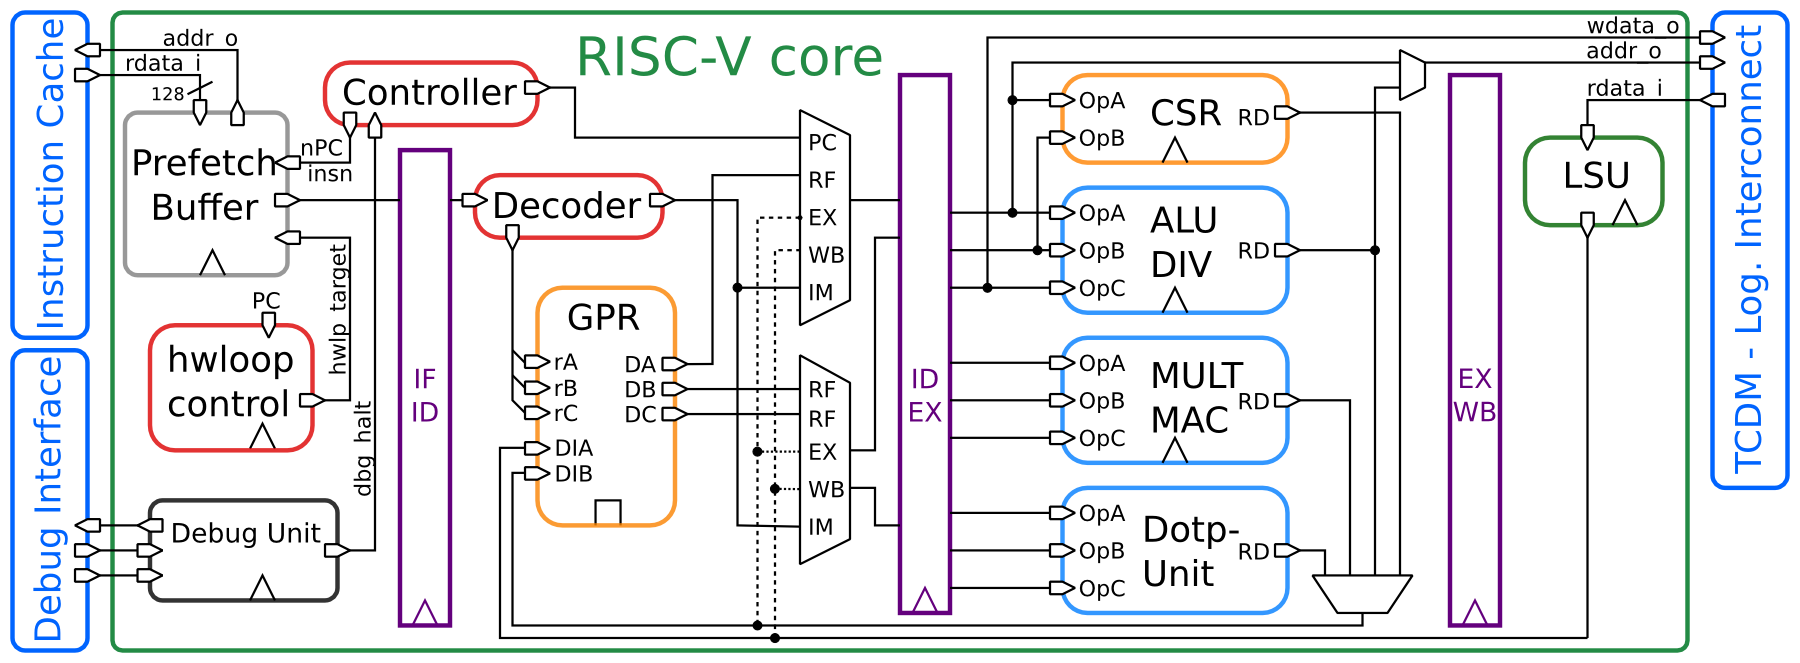 RISC-V core
Instruction Cache
Debug Interface
TCDM - Log. Interconnect
addr_o
rdata_i
128
Prefetch
Buffer
nPC
insn
Controller
hwlp target
PC
hwloop
control
dbg halt
Debug Unit
IF
ID
Decoder
GPR
rA
rB
rC
DIA
DIB
DA
DB
DC
PC
RF
EX
WB
IM
RF
RF
EX
WB
IM
ID
EX
OpA
OpB
CSR
RD
OpA
OpB
OpC
ALU
DIV
RD
OpA
OpB
OpC
MULT
MAC
RD
OpA
OpB
OpC
Dotp-
Unit
RD
EX
WB
wdata_o
addr_o
rdata_i
LSU